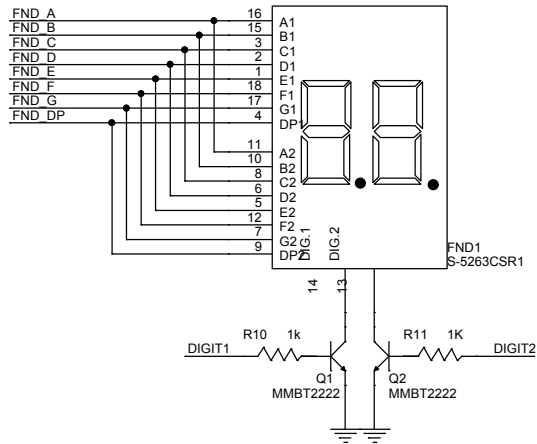 FND_A 16 A1
FND_B 15 B1
FND_C 3 C1
FND_D 2 D1
FND_E 1 E1
FND_F 18 F1
FND_G 17 G1
FND_DP 4 DP1
11 A2
10 B2
8 C2
6 D2
5 E2
12 F2
7 G2
9 DP2
DIG.1
DIG.2
FND1
S-5263CSR1
14
13
R10 1k
R11 1K
DIGIT1
DIGIT2
Q1
MMBT2222
Q2
MMBT2222